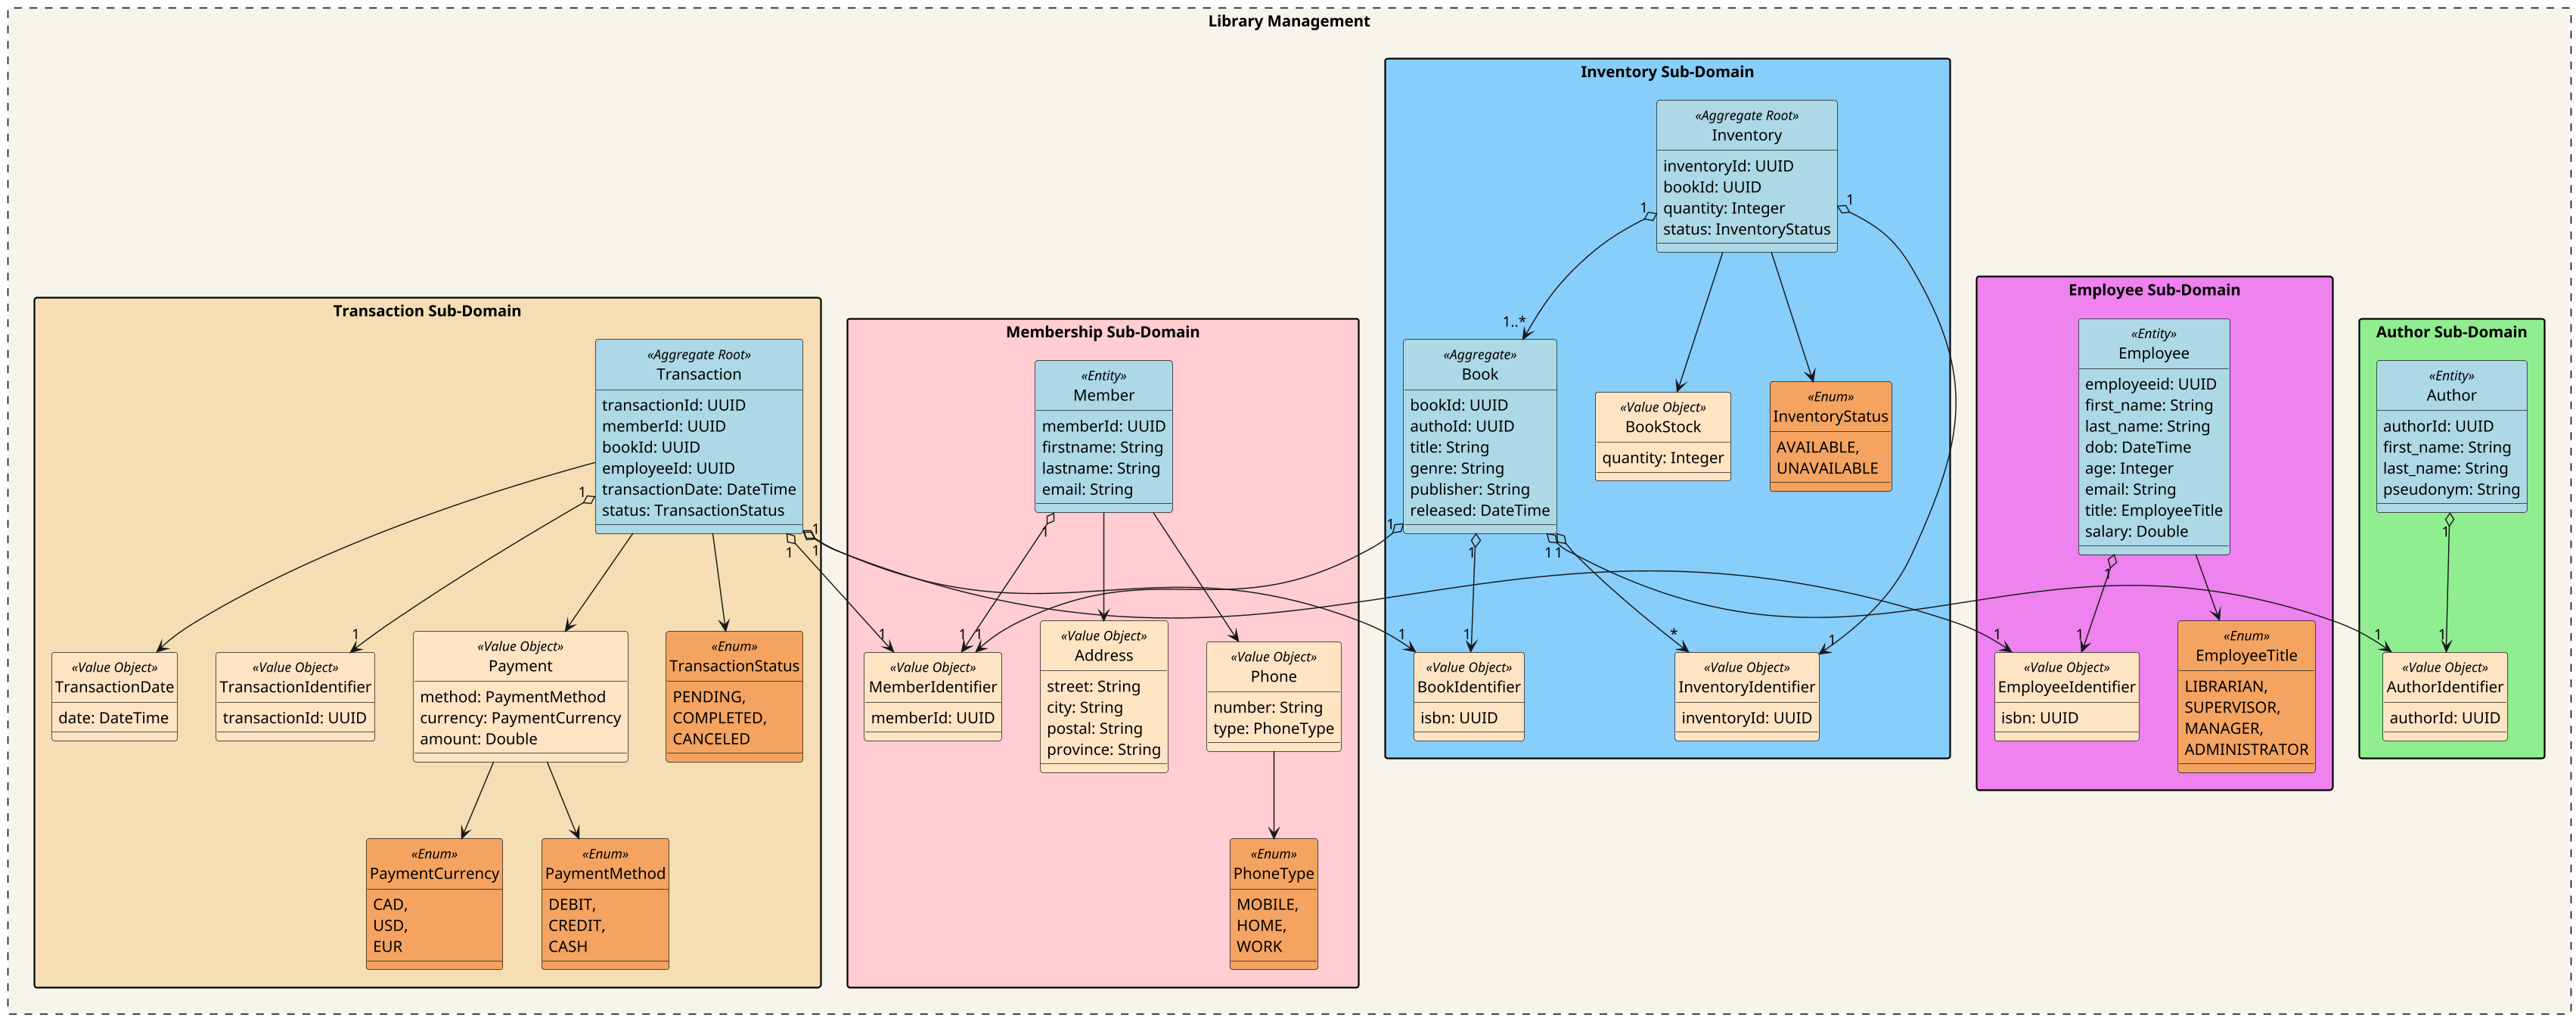 Library Management
Transaction Sub-Domain
«Aggregate Root»
Transaction
transactionId: UUID
memberId: UUID
bookId: UUID
employeeId: UUID
transactionDate: DateTime
status: TransactionStatus
1
1
1
1
1
1
«Value Object»
TransactionDate
date: DateTime
«Value Object»
TransactionIdentifier
transactionId: UUID
«Value Object»
Payment
method: PaymentMethod
currency: PaymentCurrency
amount: Double
«Enum»
TransactionStatus
PENDING,
COMPLETED,
CANCELED
«Enum»
PaymentCurrency
CAD,
USD,
EUR
«Enum»
PaymentMethod
DEBIT,
CREDIT,
CASH
Membership Sub-Domain
«Entity»
Member
memberId: UUID
firstname: String
lastname: String
email: String
1
1
1
«Value Object»
MemberIdentifier
memberId: UUID
«Value Object»
Address
street: String
city: String
postal: String
province: String
«Value Object»
Phone
number: String
type: PhoneType
«Enum»
PhoneType
MOBILE,
HOME,
WORK
Inventory Sub-Domain
«Aggregate Root»
Inventory
inventoryId: UUID
bookId: UUID
quantity: Integer
status: InventoryStatus
1
1
1..*
«Aggregate»
Book
bookId: UUID
authoId: UUID
title: String
genre: String
publisher: String
released: DateTime
1
1
1
1
«Value Object»
BookStock
quantity: Integer
«Enum»
InventoryStatus
AVAILABLE,
UNAVAILABLE
1
1
*
1
«Value Object»
BookIdentifier
isbn: UUID
«Value Object»
InventoryIdentifier
inventoryId: UUID
Employee Sub-Domain
«Entity»
Employee
employeeid: UUID
first_name: String
last_name: String
dob: DateTime
age: Integer
email: String
title: EmployeeTitle
salary: Double
1
1
1
«Value Object»
EmployeeIdentifier
isbn: UUID
«Enum»
EmployeeTitle
LIBRARIAN,
SUPERVISOR,
MANAGER,
ADMINISTRATOR
Author Sub-Domain
«Entity»
Author
authorId: UUID
first_name: String
last_name: String
pseudonym: String
1
1
1
«Value Object»
AuthorIdentifier
authorId: UUID